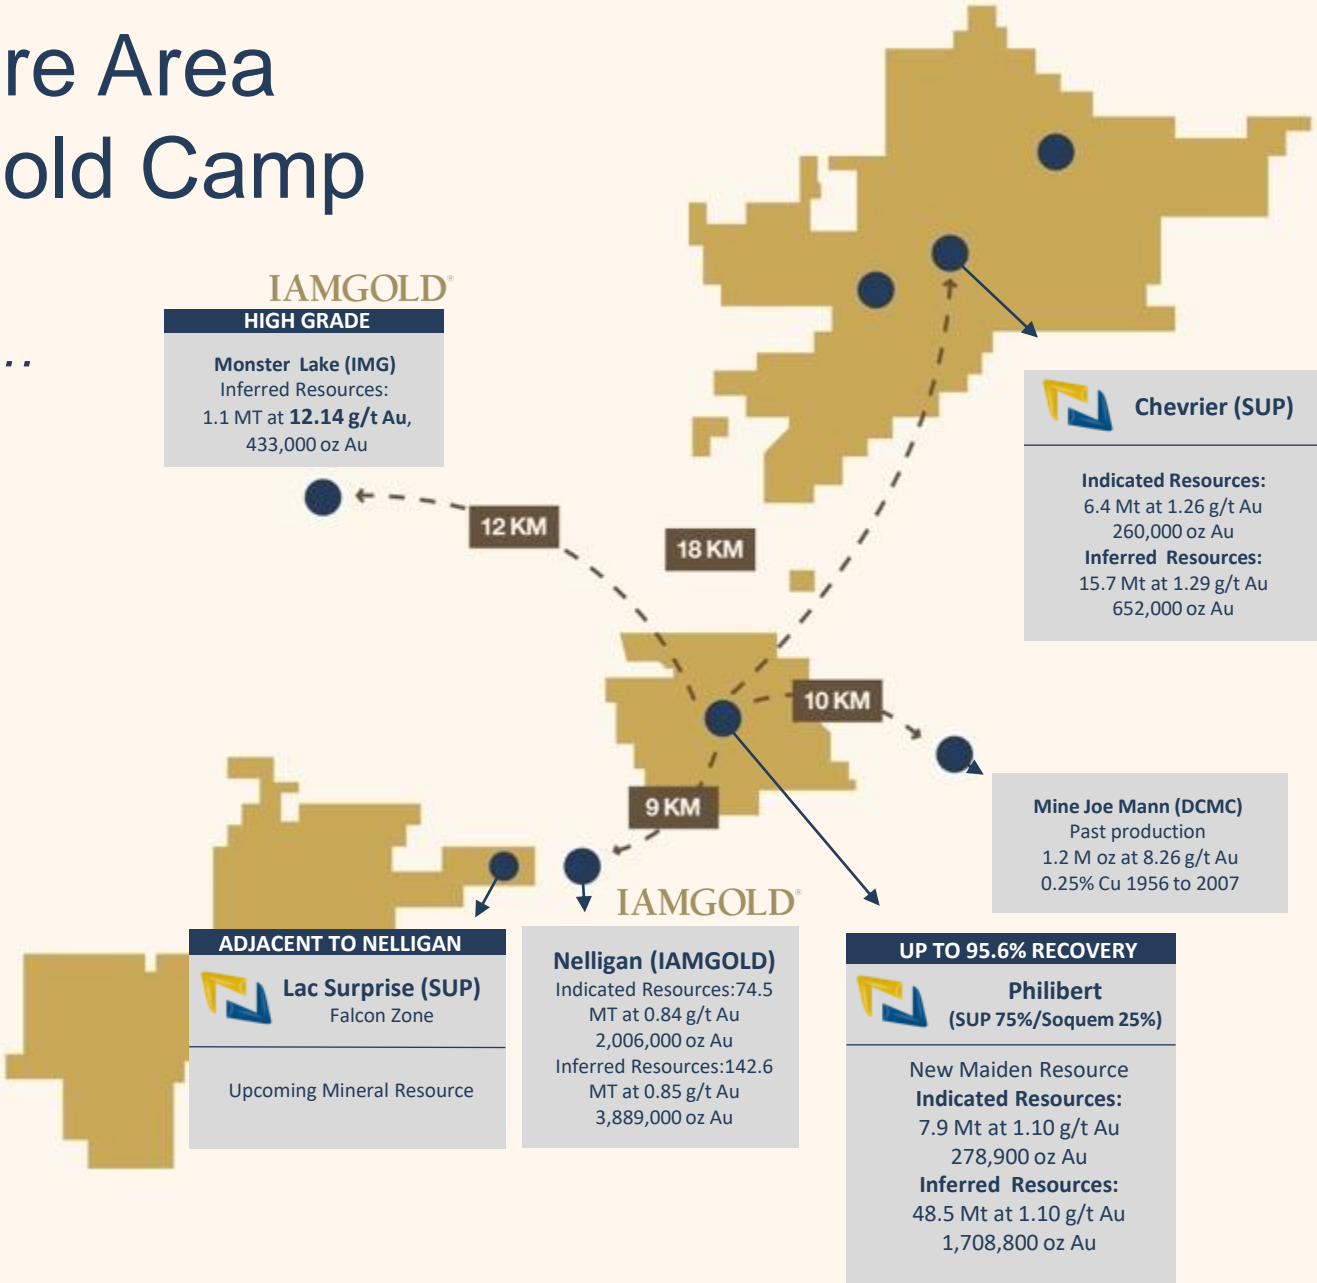 re Area
old Camp
..
IAMGOLD®
HIGH GRADE
Monster Lake (IMG)
Inferred Resources:
1.1 MT at 12.14 g/t Au,
433,000 oz Au
12 KM
18 KM
Chevrier (SUP)
Indicated Resources:
6.4 Mt at 1.26 g/t Au
260,000 oz Au
Inferred Resources:
15.7 Mt at 1.29 g/t Au
652,000 oz Au
10 KM
9 KM
Mine Joe Mann (DCMC)
Past production
1.2 M oz at 8.26 g/t Au
0.25% Cu 1956 to 2007
IAMGOLD®
ADJACENT TO NELLIGAN
Lac Surprise (SUP)
Falcon Zone
Upcoming Mineral Resource
Nelligan (IAMGOLD)
Indicated Resources:74.5
MT at 0.84 g/t Au
2,006,000 oz Au
Inferred Resources:142.6
MT at 0.85 g/t Au
3,889,000 oz Au
UP TO 95.6% RECOVERY
Philibert
(SUP 75%/Soquem 25%)
New Maiden Resource
Indicated Resources:
7.9 Mt at 1.10 g/t Au
278,900 oz Au
Inferred Resources:
48.5 Mt at 1.10 g/t Au
1,708,800 oz Au